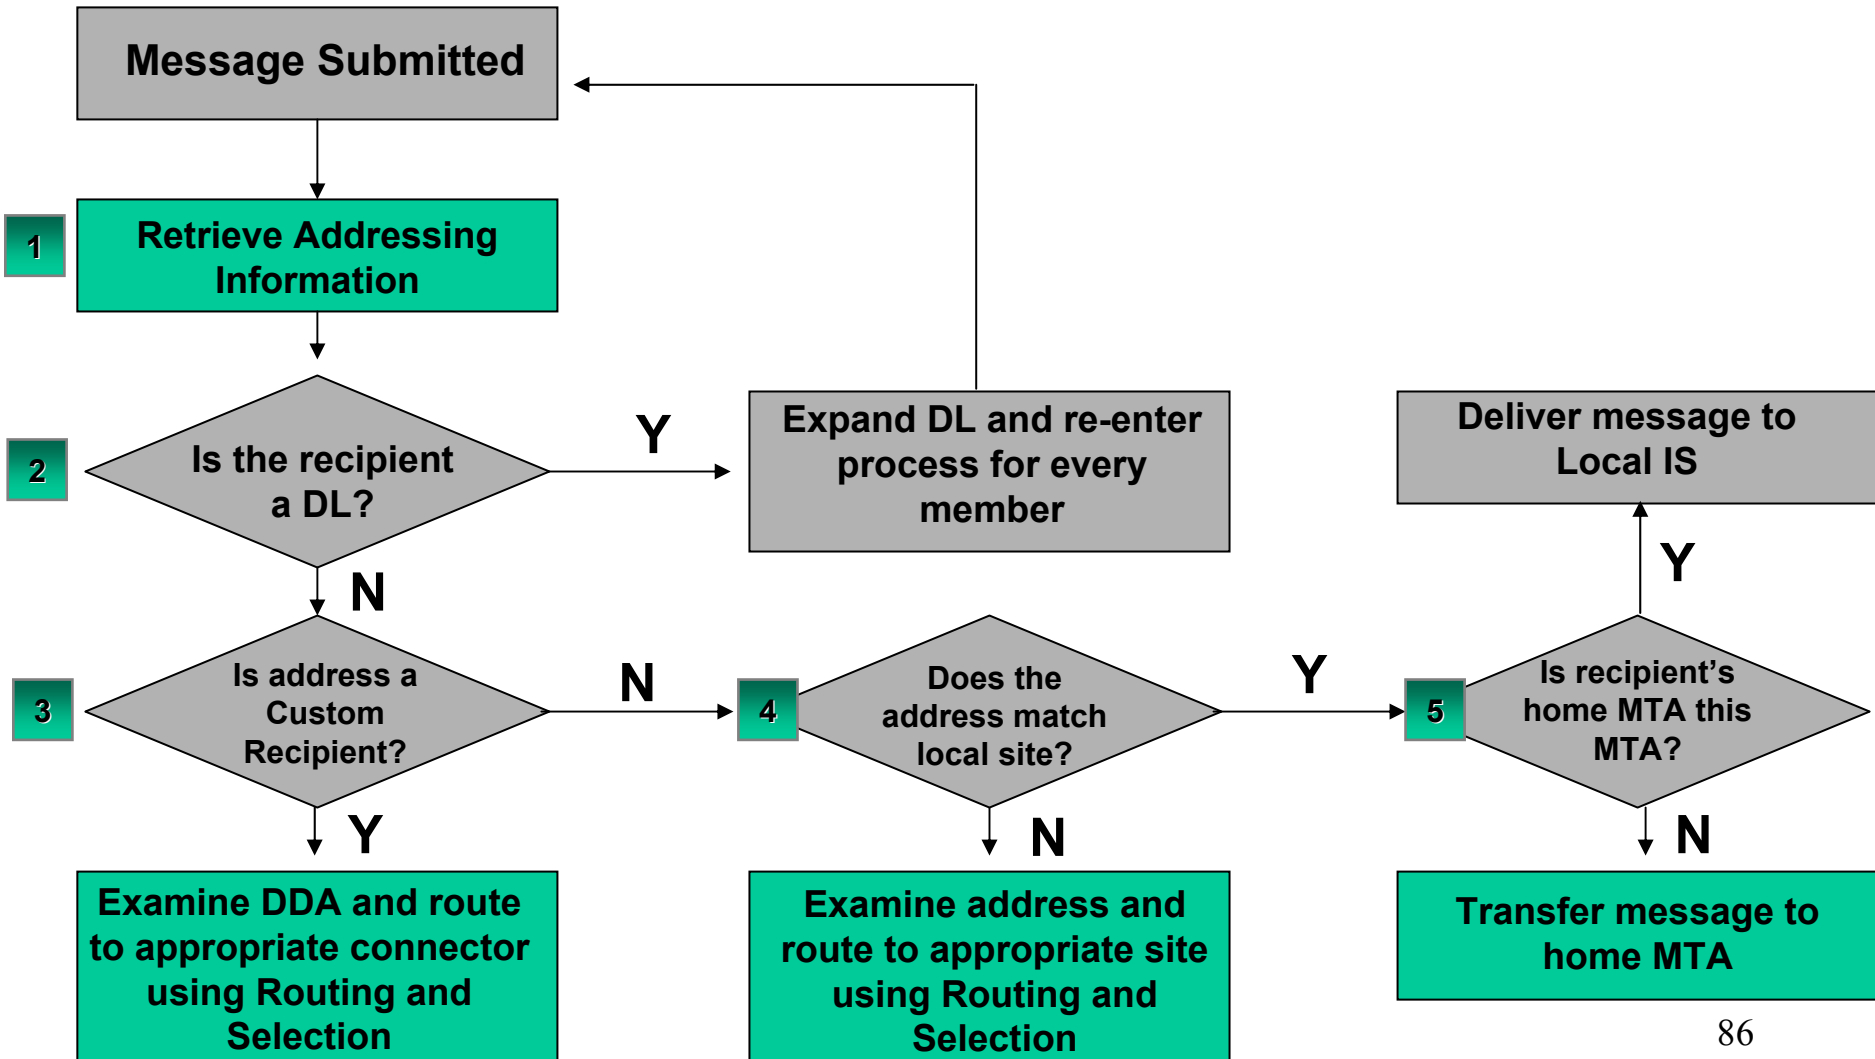 Message Submitted
1
Retrieve Addressing
Information
2
Is the recipient
a DL?
Y
Expand DL and re-enter
process for every
member
Deliver message to
Local IS
N
Y
3
Is address a
Custom
Recipient?
N
4
Does the
address match
local site?
Y
5
Is recipient’s
home MTA this
MTA?
Y
N
N
Examine DDA and route
to appropriate connector
using Routing and
Selection
Examine address and
route to appropriate site
using Routing and
Selection
Transfer message to
home MTA
86